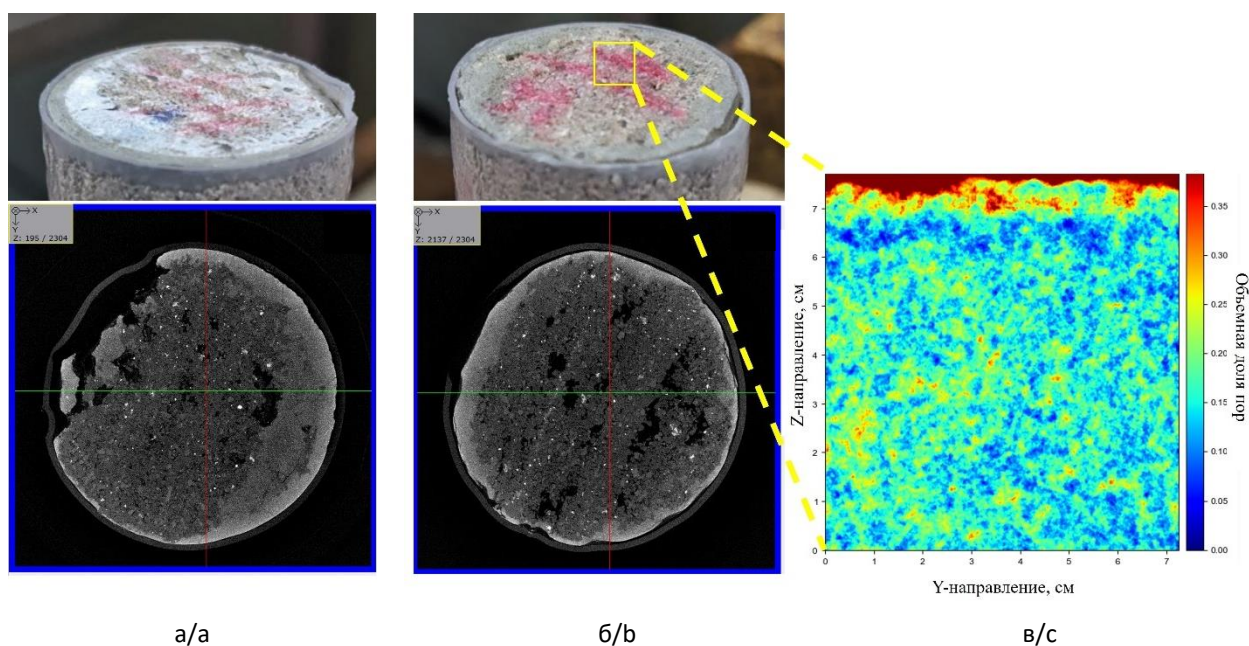 X
Y
Z: 195 / 2304
X
Y
Z: 2137 / 2304
7
6
5
4
3
2
1
0
Z-направление, см
0 1 2 3 4 5 6 7
Y-направление, см
0.35
0.30
0.25
0.20
0.15
0.10
0.05
0.00
Объемная доля пор
а/a
б/b
в/c